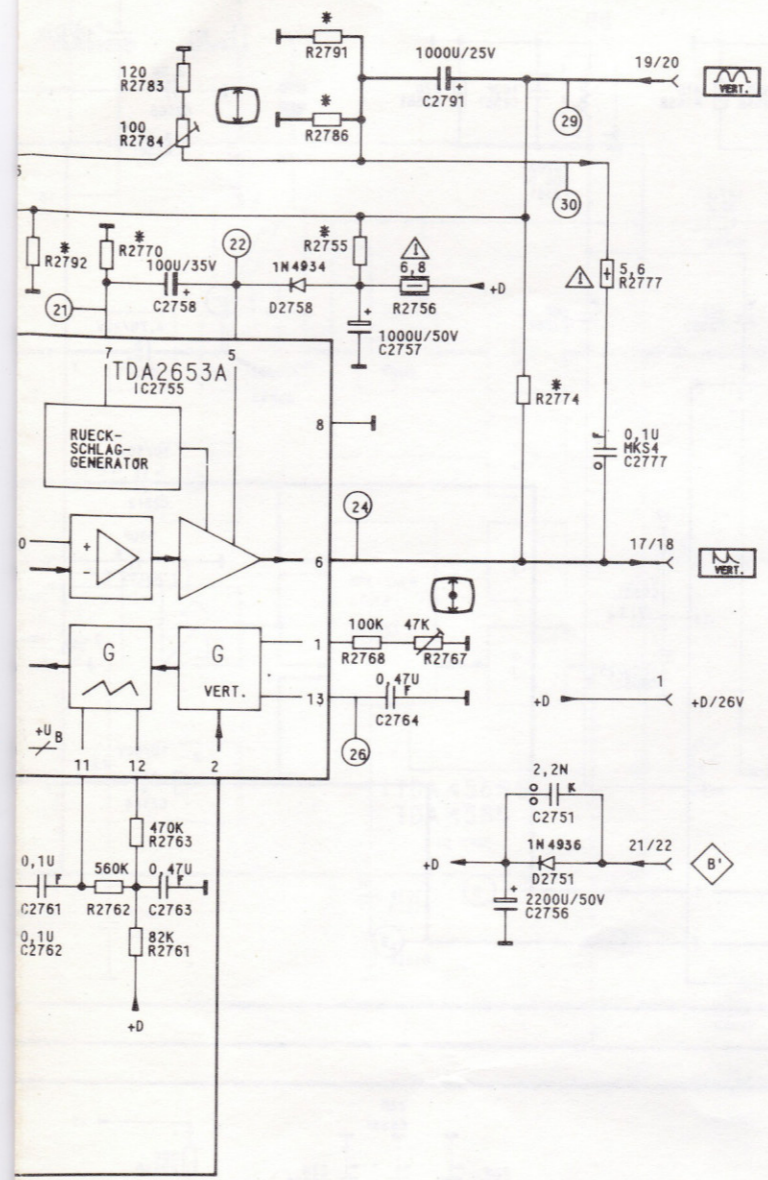 *
R2791
1000U/25V
+
C2791
19/20
VERT.
120
R2783
*
R2786
100
R2784
29
30
*
R2792
*
R2770
22
*
R2755
100U/35V
+
C2758
1N4934
D2758
6,8
R2756
+D
5,6
R2777
21
+
1000U/50V
C2757
7
5
TDA2653A
IC2755
*
R2774
RUECK-
SCHLAG-
GENERATOR
8
F
0,1U
MKS4
C2777
24
+
-
6
17/18
VERT.
G
G
VERT.
1
100K
R2768
47K
R2767
13
0,47U
F
C2764
26
+D
1
+D/26V
+UB
11
12
2
2,2N
K
C2751
470K
R2763
+D
1N4936
D2751
21/22
B'
0,1U
F
C2761
560K
R2762
0,47U
F
C2763
+
2200U/50V
C2756
0,1U
C2762
82K
R2761
+D